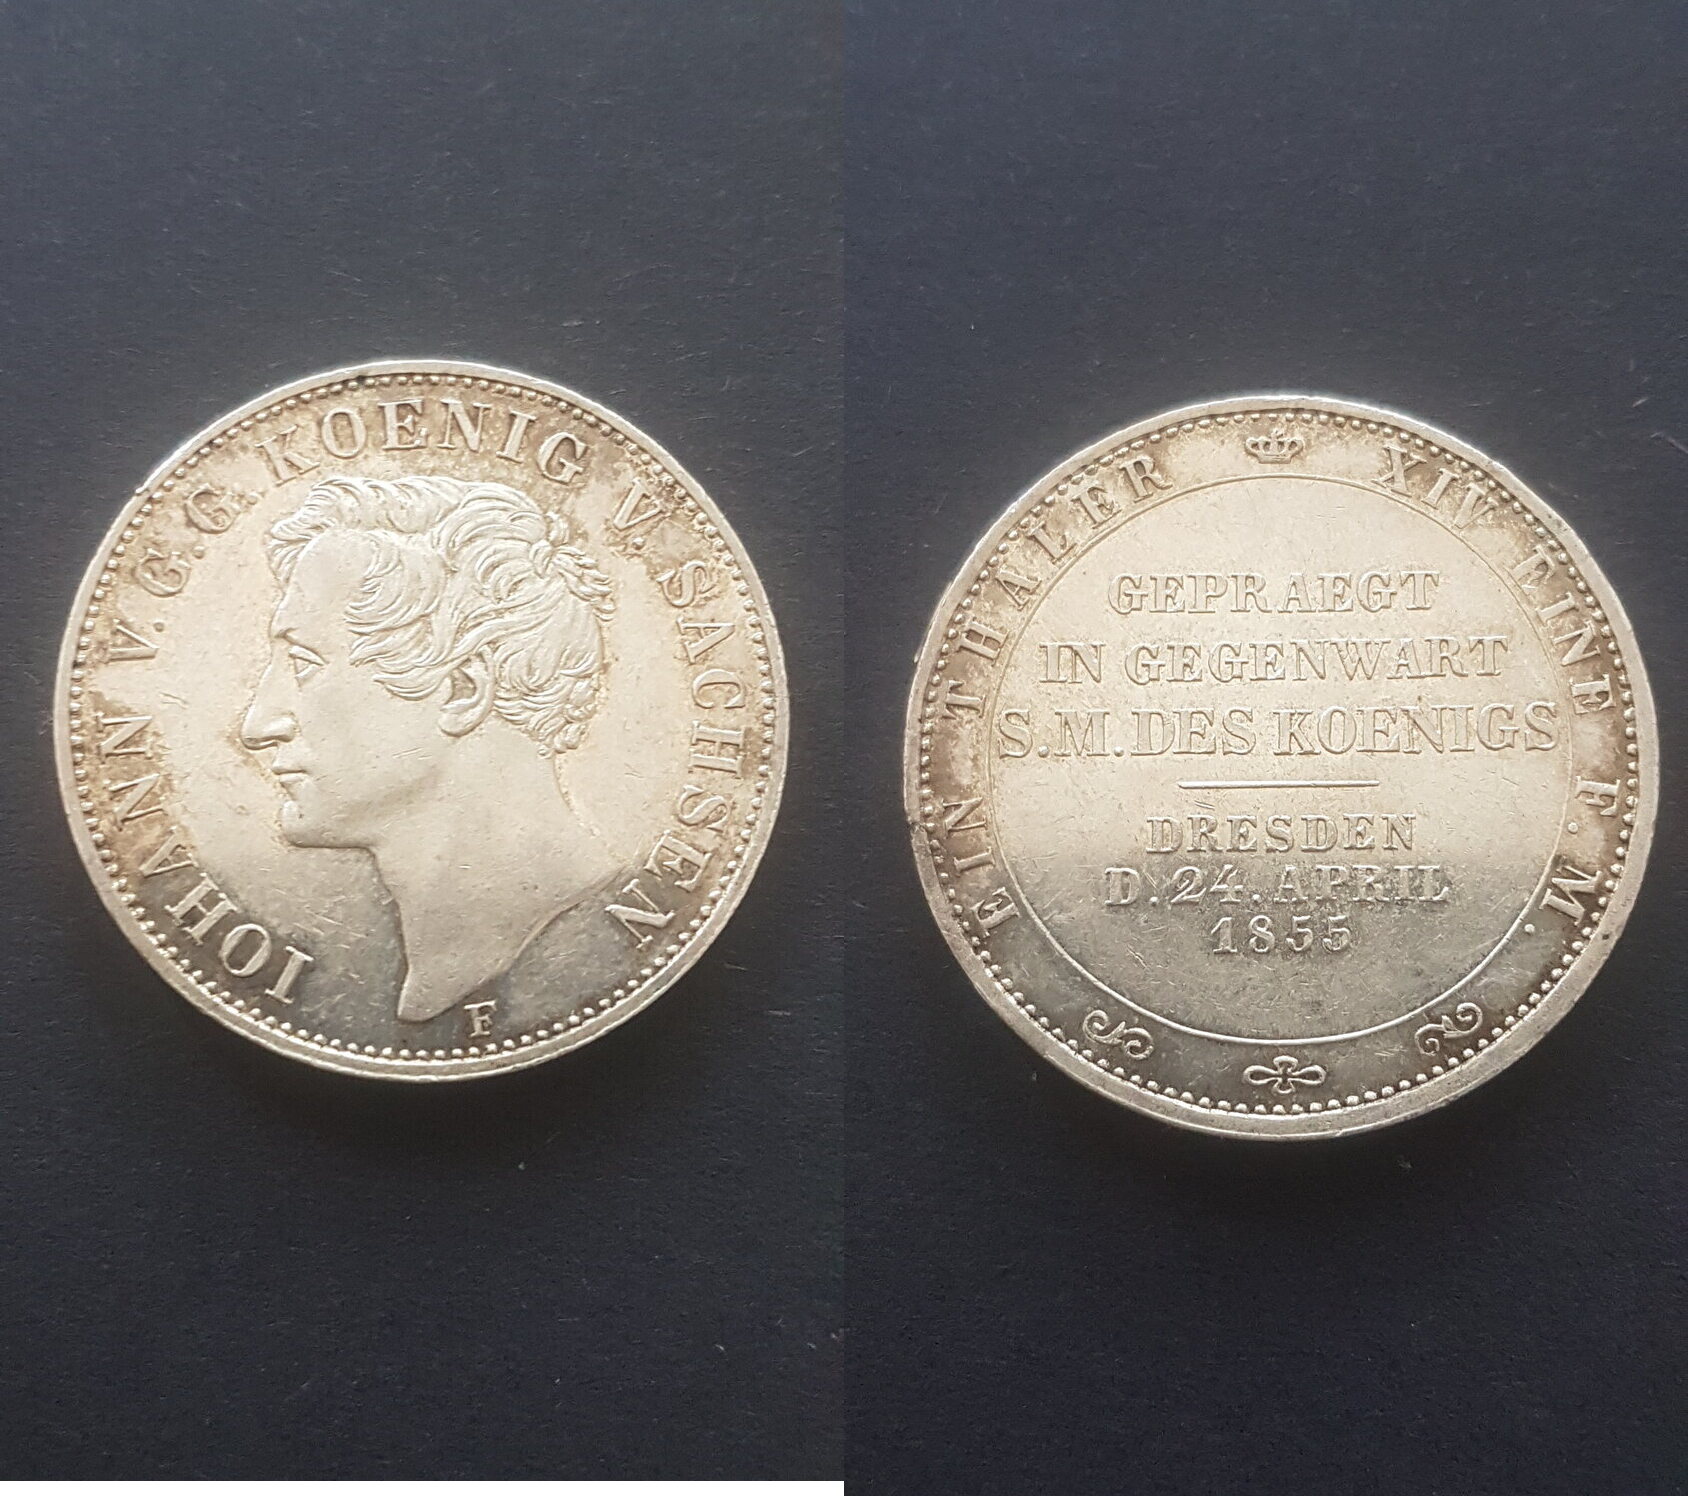 IOHANN V. G. G. KOENIG V. SACHSEN
F
EIN THALER XIV EINE F. M.
GEPRAEGT
IN GEGENWART
S.M. DES KOENIGS
DRESDEN
D. 24. APRIL
1855